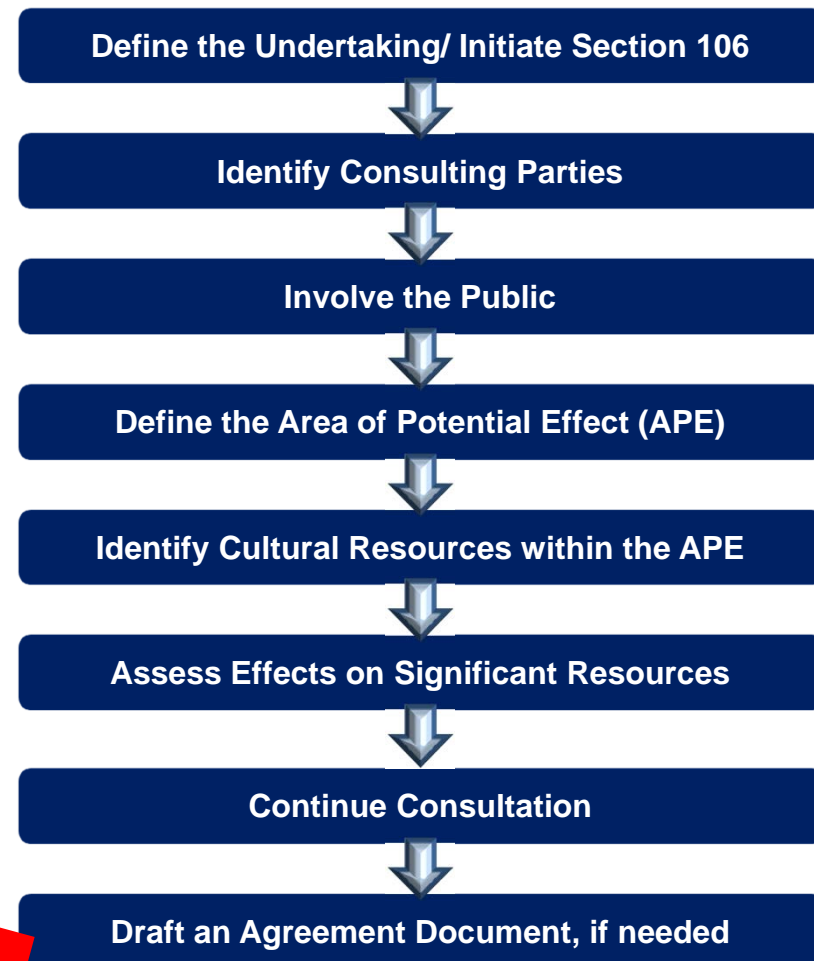 Define the Undertaking/ Initiate Section 106
Identify Consulting Parties
Involve the Public
Define the Area of Potential Effect (APE)
Identify Cultural Resources within the APE
Assess Effects on Significant Resources
Continue Consultation
Draft an Agreement Document, if needed